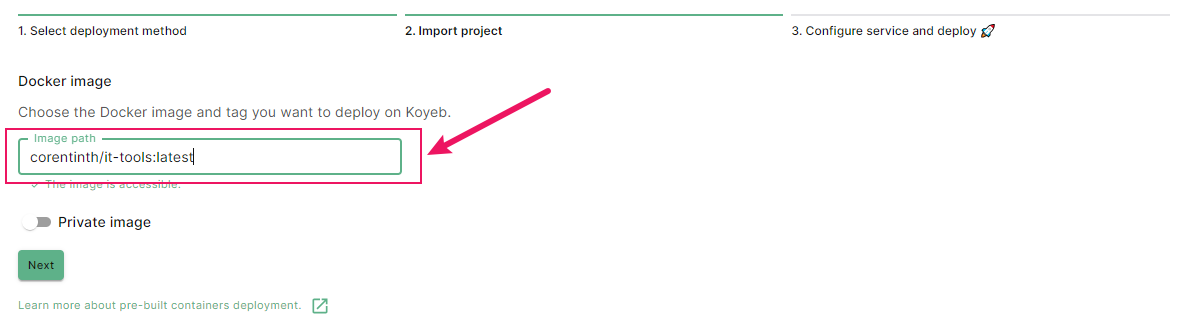 1. Select deployment method
2. Import project
3. Configure service and deploy 🚀
Docker image
Choose the Docker image and tag you want to deploy on Koyeb.
Image path
corentinth/it-tools:latest
The image is accessible.
Private image
Next
Learn more about pre-built containers deployment.